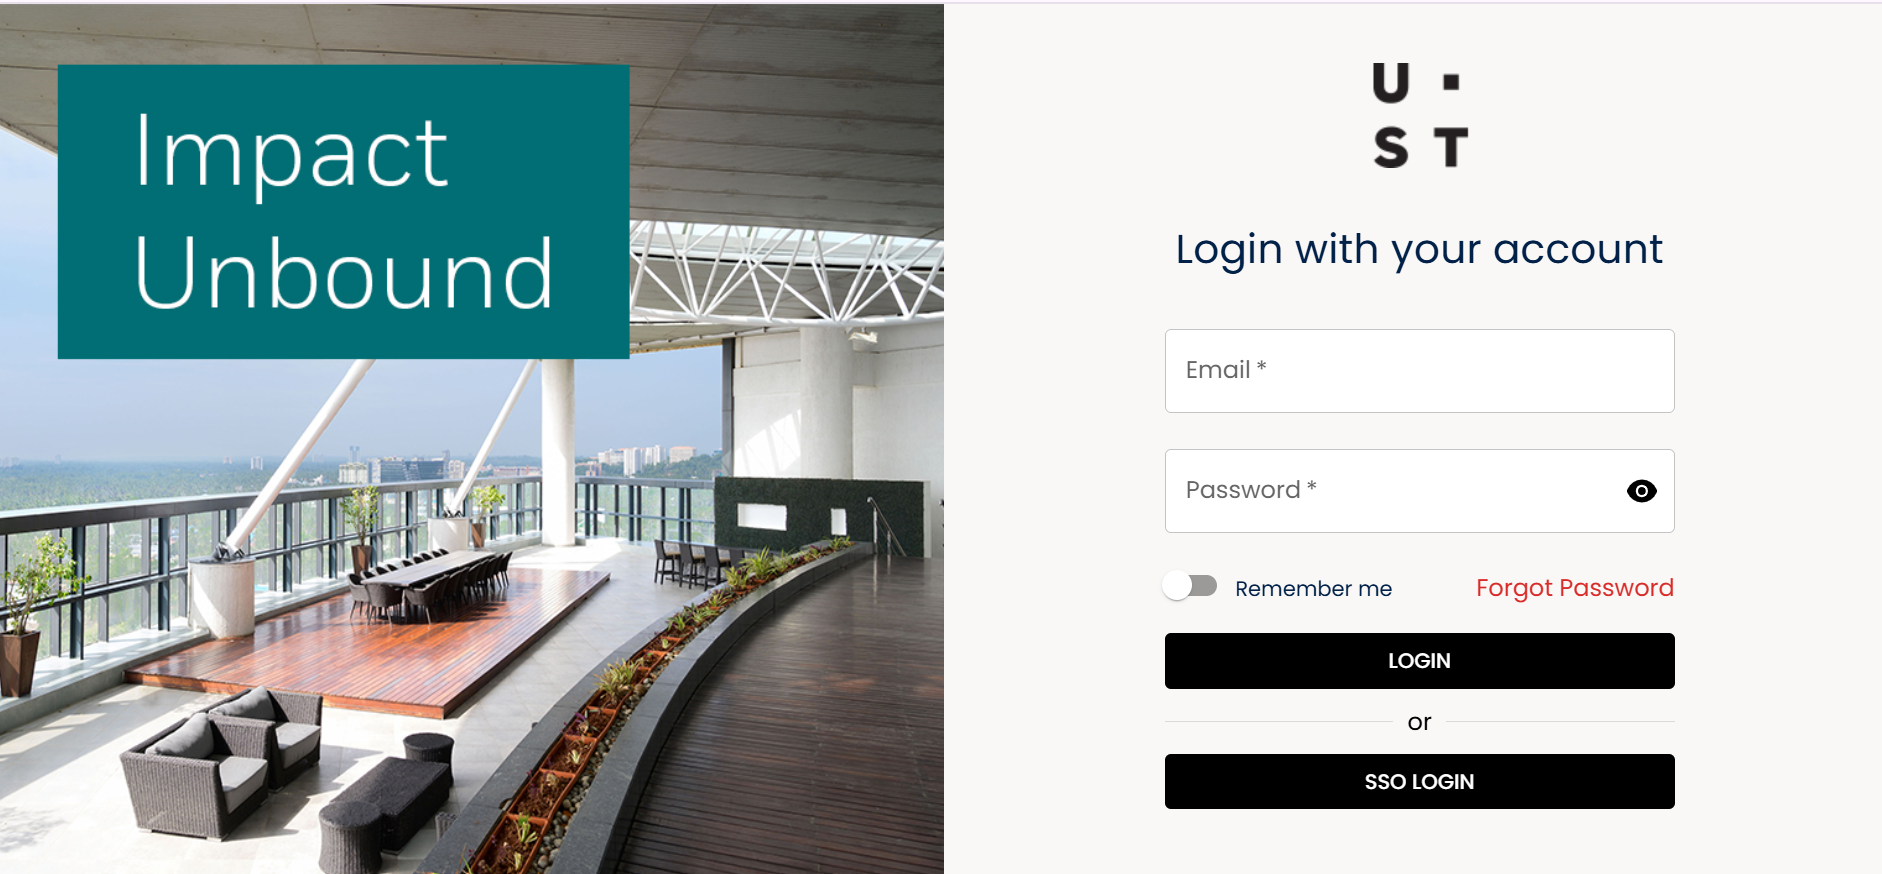 Impact
Unbound
U ▪
S T
Login with your account
Email *
Password *
Remember me
Forgot Password
LOGIN
or
SSO LOGIN